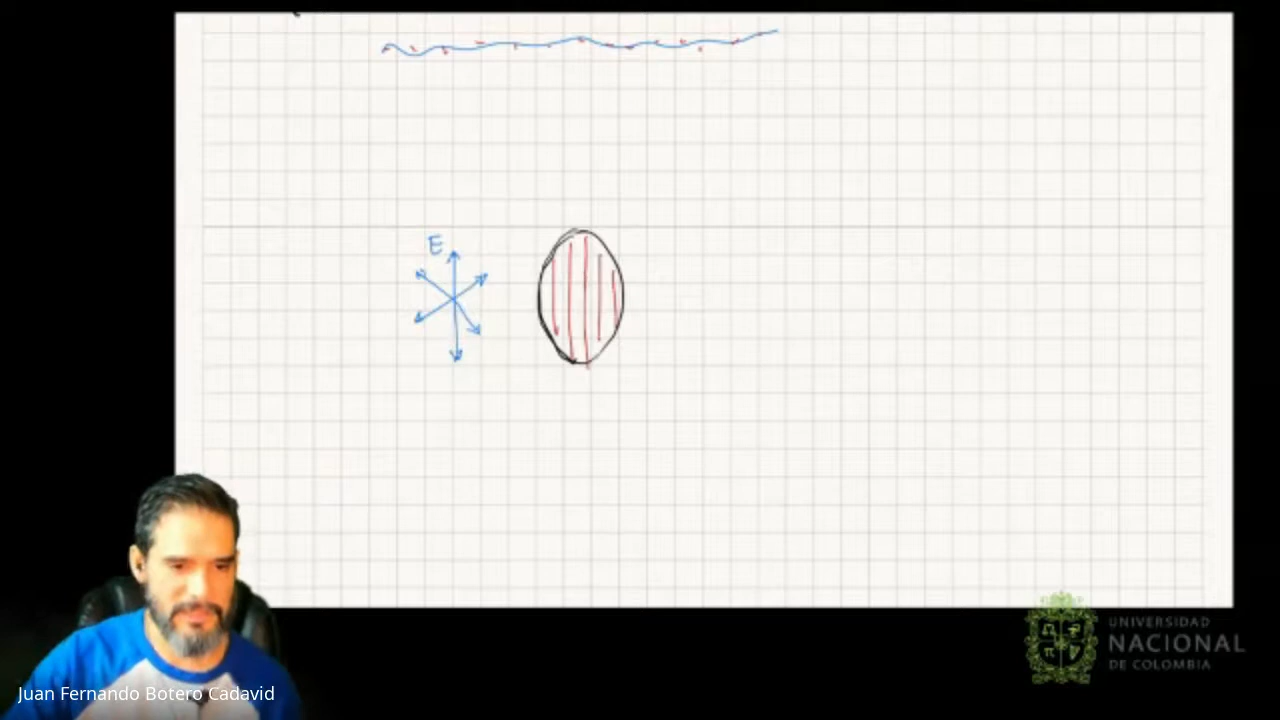 E
UNIVERSIDAD
NACIONAL
DE COLOMBIA
Juan Fernando Botero Cadavid